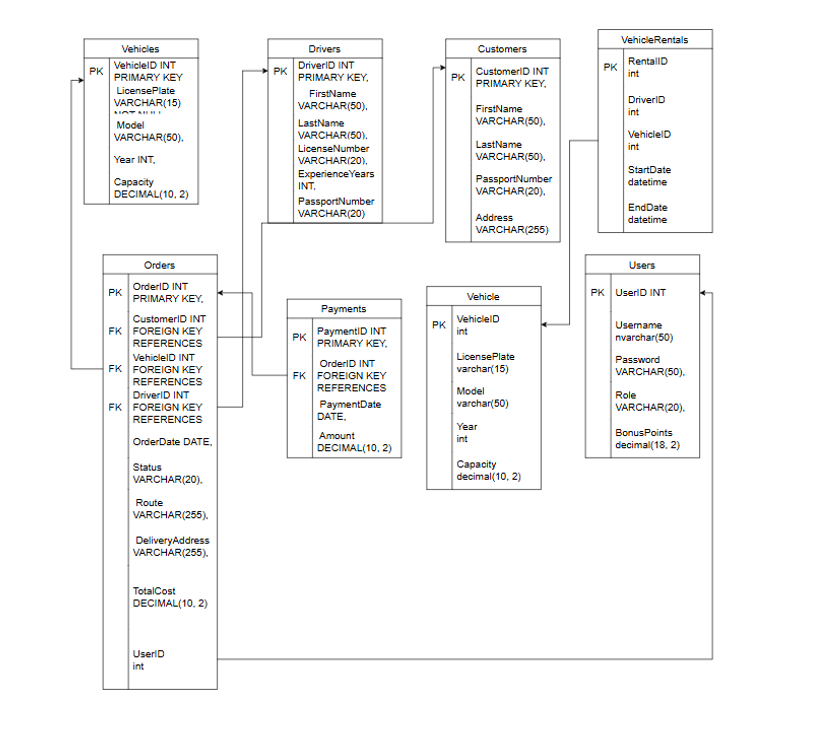 Vehicles
PK
VehicleID INT
PRIMARY KEY
LicensePlate
VARCHAR(15)
NOT NULL
Model
VARCHAR(50),
Year INT,
Capacity
DECIMAL(10, 2)
Drivers
PK
DriverID INT
PRIMARY KEY,
FirstName
VARCHAR(50),
LastName
VARCHAR(50),
LicenseNumber
VARCHAR(20),
ExperienceYears
INT,
PassportNumber
VARCHAR(20)
Customers
PK
CustomerID INT
PRIMARY KEY,
FirstName
VARCHAR(50),
LastName
VARCHAR(50),
PassportNumber
VARCHAR(20),
Address
VARCHAR(255)
VehicleRentals
PK
RentalID
int
DriverID
int
VehicleID
int
StartDate
datetime
EndDate
datetime
Orders
PK
OrderID INT
PRIMARY KEY,
CustomerID INT
FK
FOREIGN KEY
REFERENCES
VehicleID INT
FK
FOREIGN KEY
REFERENCES
DriverID INT
FK
FOREIGN KEY
REFERENCES
OrderDate DATE,
Status
VARCHAR(20),
Route
VARCHAR(255),
DeliveryAddress
VARCHAR(255),
TotalCost
DECIMAL(10, 2)
UserID
int
Payments
PK
PaymentID INT
PRIMARY KEY,
OrderID INT
FK
FOREIGN KEY
REFERENCES
PaymentDate
DATE,
Amount
DECIMAL(10, 2)
Vehicle
PK
VehicleID
int
LicensePlate
varchar(15)
Model
varchar(50)
Year
int
Capacity
decimal(10, 2)
Users
PK
UserID INT
Username
nvarchar(50)
Password
VARCHAR(50),
Role
VARCHAR(20),
BonusPoints
decimal(18, 2)